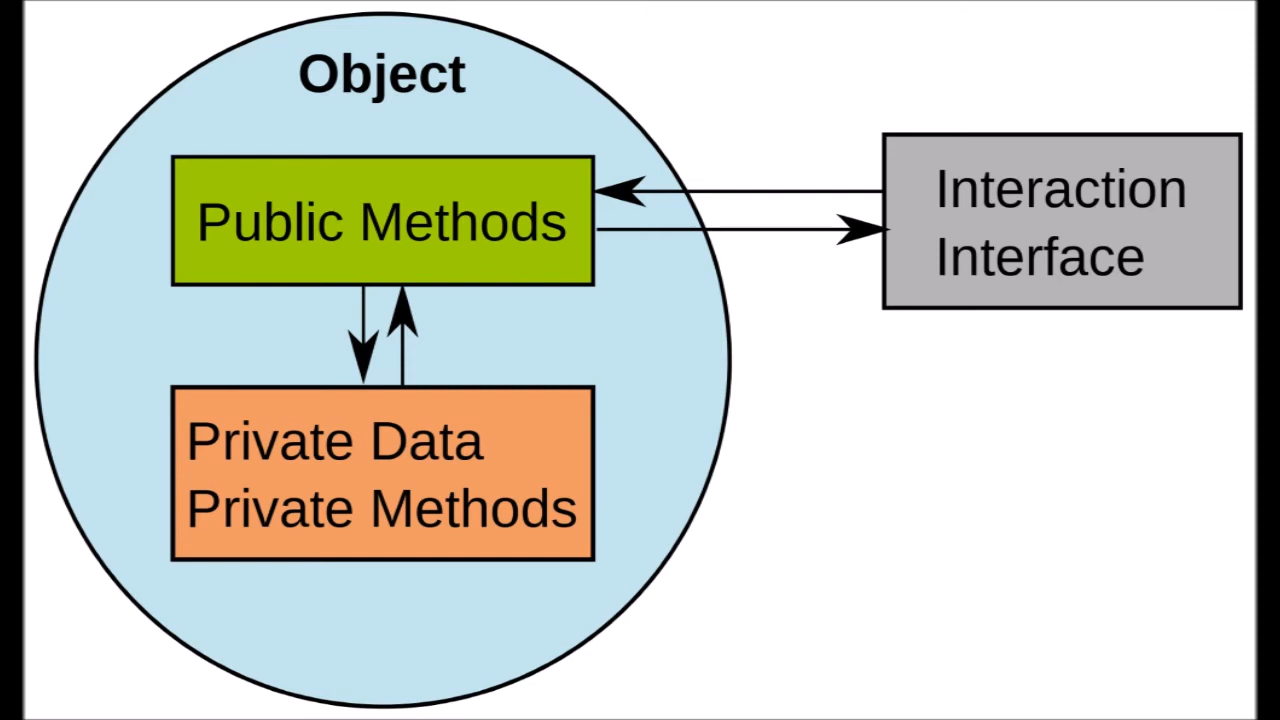 Object
Public Methods
Interaction
Interface
Private Data
Private Methods